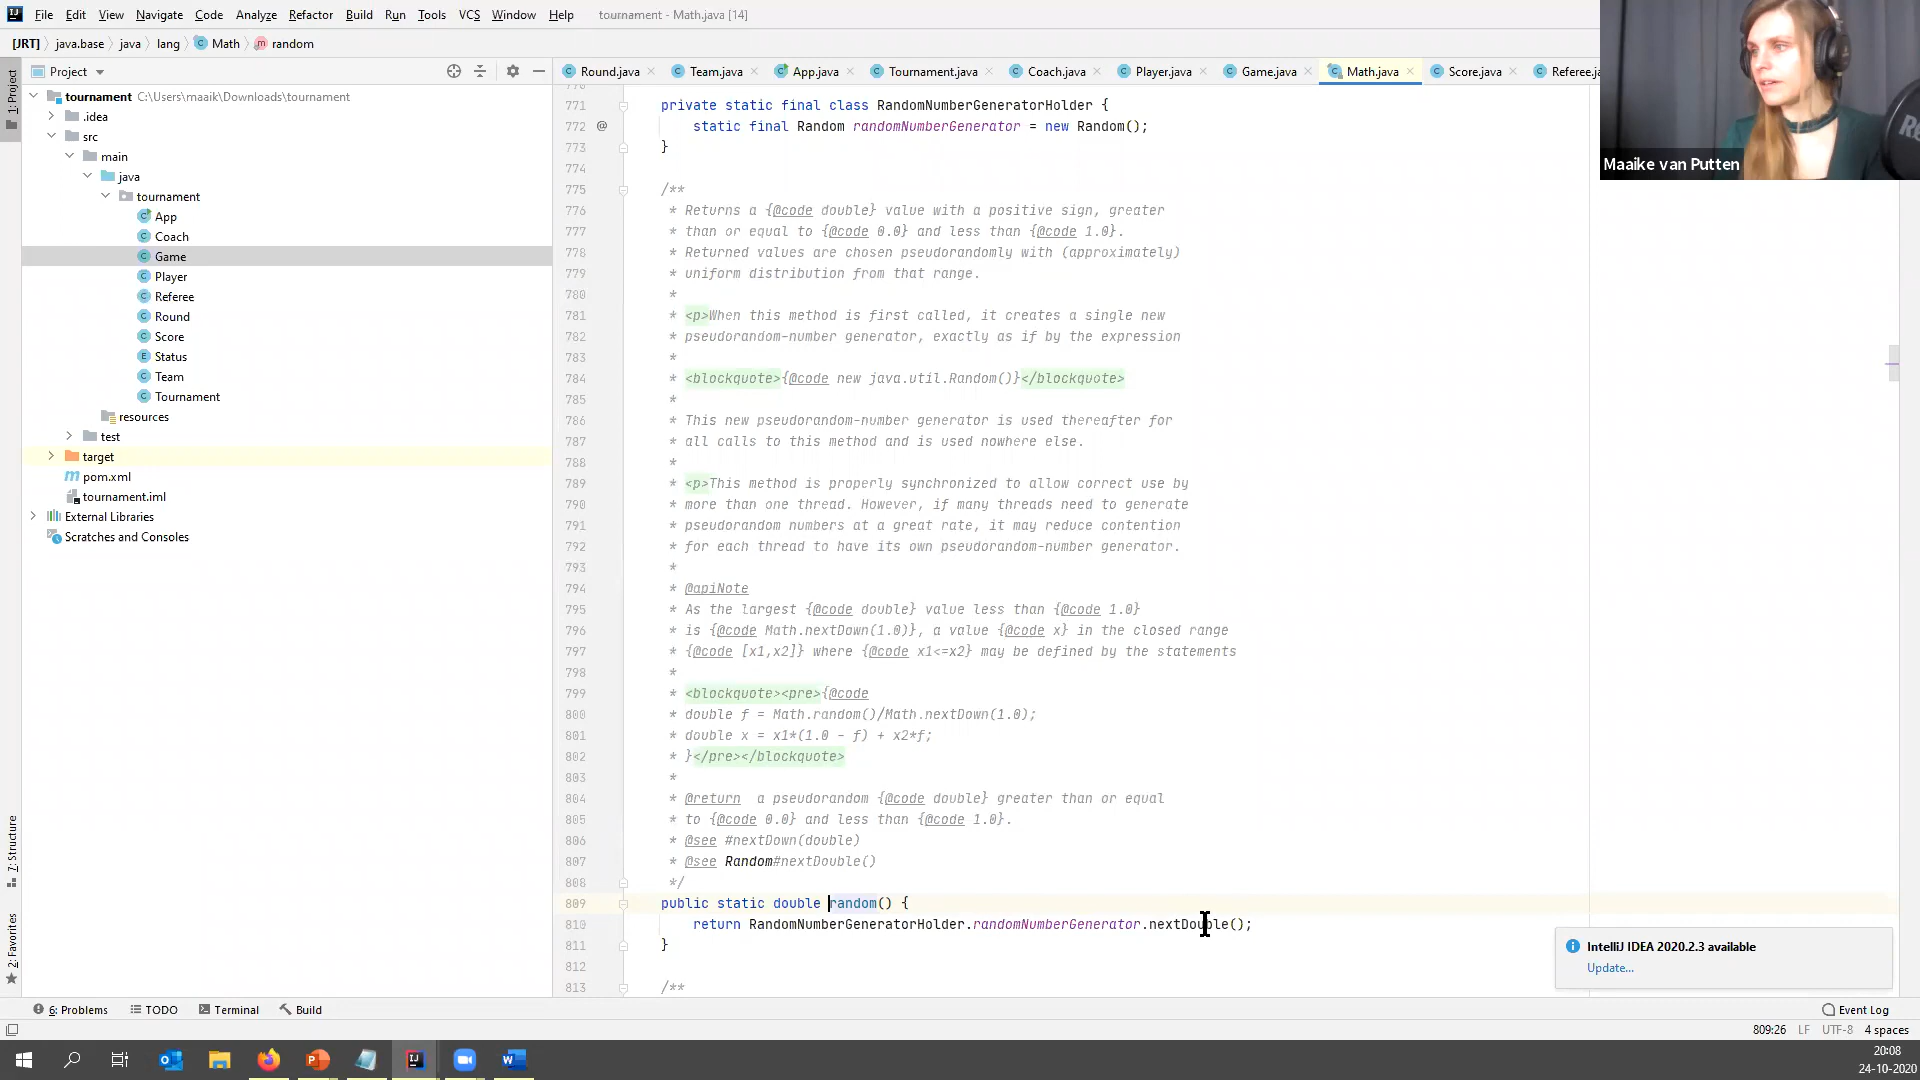 File Edit View Navigate Code Analyze Refactor Build Run Tools VCS Window Help tournament - Math.java [14]
[JRT] java.base java lang Math random
Project
Round.java Team.java App.java Tournament.java Coach.java Player.java Game.java Math.java Score.java Referee.j
1: Project
tournament C:\Users\maaik\Downloads\tournament
.idea
src
main
java
tournament
App
Coach
Game
Player
Referee
Round
Score
Status
Team
Tournament
resources
test
target
pom.xml
tournament.iml
External Libraries
Scratches and Consoles
7: Structure
2: Favorites
771 private static final class RandomNumberGeneratorHolder {
772 @ static final Random randomNumberGenerator = new Random();
773 }
774
775 /**
776 * Returns a {@code double} value with a positive sign, greater
777 * than or equal to {@code 0.0} and less than {@code 1.0}.
778 * Returned values are chosen pseudorandomly with (approximately)
779 * uniform distribution from that range.
780 *
781 * <p>When this method is first called, it creates a single new
782 * pseudorandom-number generator, exactly as if by the expression
783 *
784 * <blockquote>{@code new java.util.Random()}</blockquote>
785 *
786 * This new pseudorandom-number generator is used thereafter for
787 * all calls to this method and is used nowhere else.
788 *
789 * <p>This method is properly synchronized to allow correct use by
790 * more than one thread. However, if many threads need to generate
791 * pseudorandom numbers at a great rate, it may reduce contention
792 * for each thread to have its own pseudorandom-number generator.
793 *
794 * @apiNote
795 * As the largest {@code double} value less than {@code 1.0}
796 * is {@code Math.nextDown(1.0)}, a value {@code x} in the closed range
797 * {@code [x1,x2]} where {@code x1<=x2} may be defined by the statements
798 *
799 * <blockquote><pre>{@code
800 * double f = Math.random()/Math.nextDown(1.0);
801 * double x = x1*(1.0 - f) + x2*f;
802 * }</pre></blockquote>
803 *
804 * @return a pseudorandom {@code double} greater than or equal
805 * to {@code 0.0} and less than {@code 1.0}.
806 * @see #nextDown(double)
807 * @see Random#nextDouble()
808 */
809 public static double random() {
810 return RandomNumberGeneratorHolder.randomNumberGenerator.nextDouble();
811 }
812
813 /**
Maaike van Putten
IntelliJ IDEA 2020.2.3 available
Update...
6: Problems TODO Terminal Build Event Log
809:26 LF UTF-8 4 spaces
20:08
24-10-2020